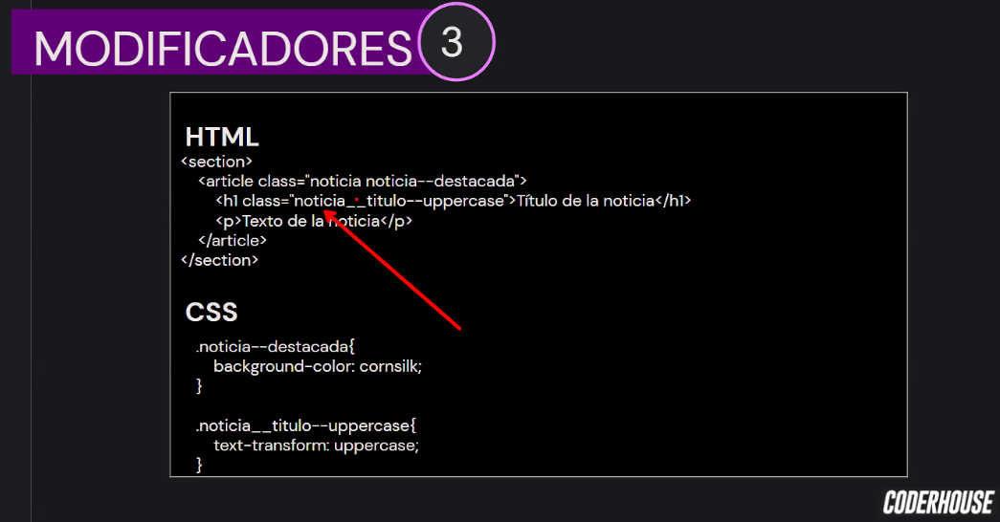 MODIFICADORES 3
HTML
<section>
<article class="noticia noticia--destacada">
<h1 class="noticia__titulo--uppercase">Título de la noticia</h1>
<p>Texto de la noticia</p>
</article>
</section>
CSS
.noticia--destacada{
background-color: cornsilk;
}
.noticia__titulo--uppercase{
text-transform: uppercase;
}
CODERHOUSE